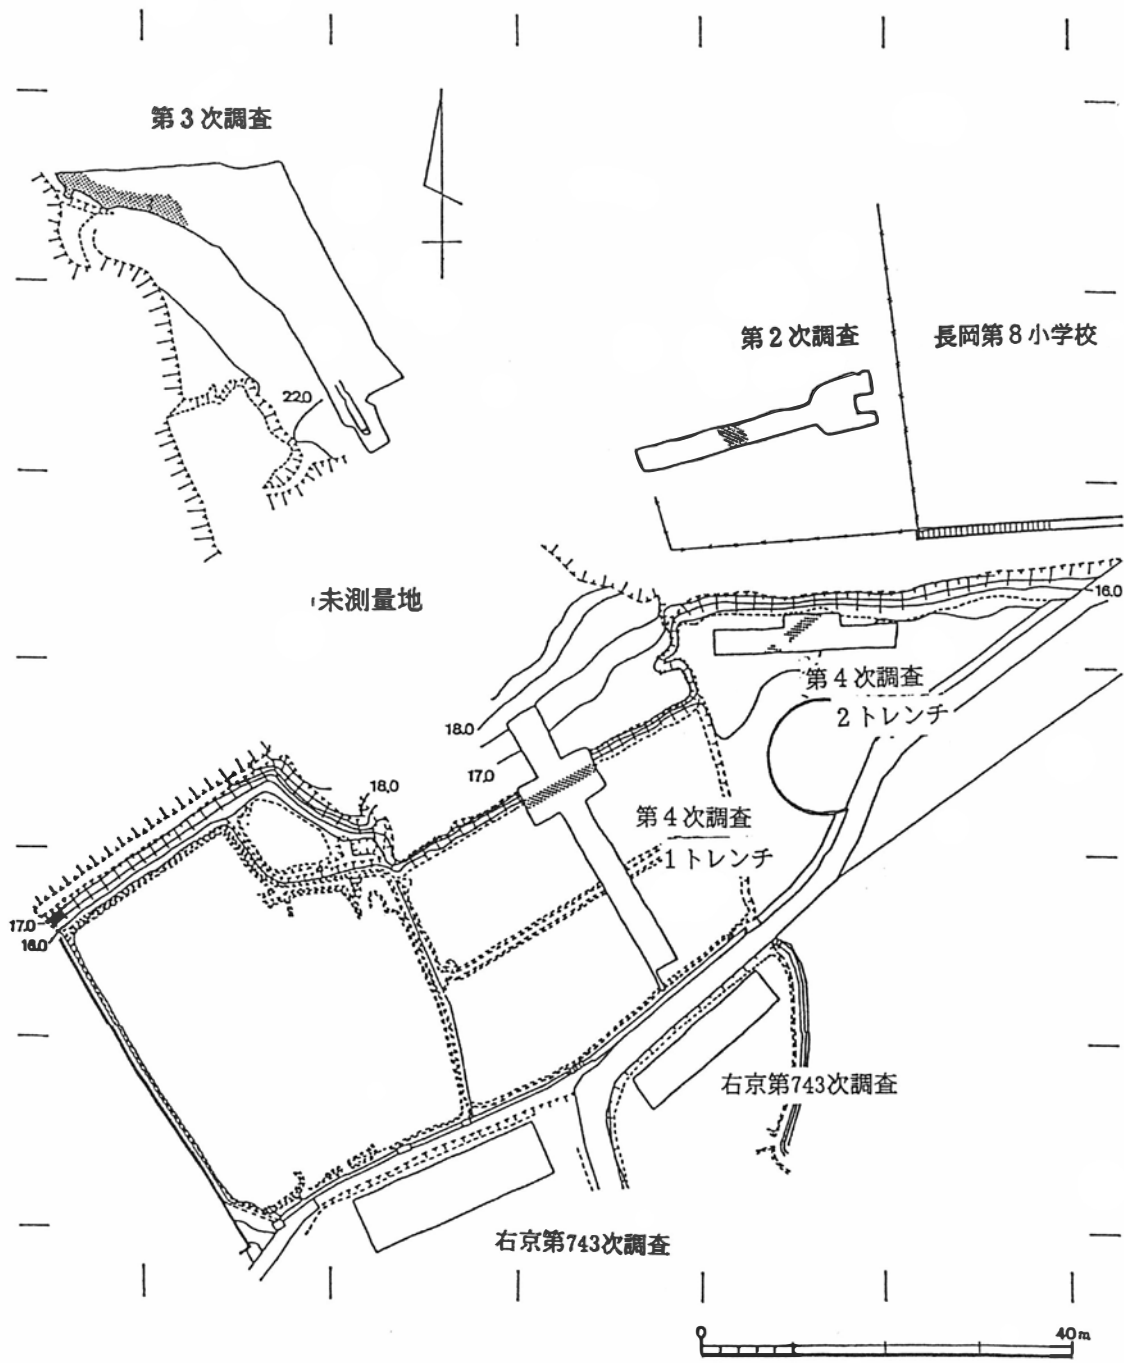 第3次調査
第2次調査
長岡第8小学校
22.0
未測量地
16.0
第4次調査
2トレンチ
18.0
17.0
18.0
第4次調査
1トレンチ
17.0
16.0
右京第743次調査
右京第743次調査
0
40m